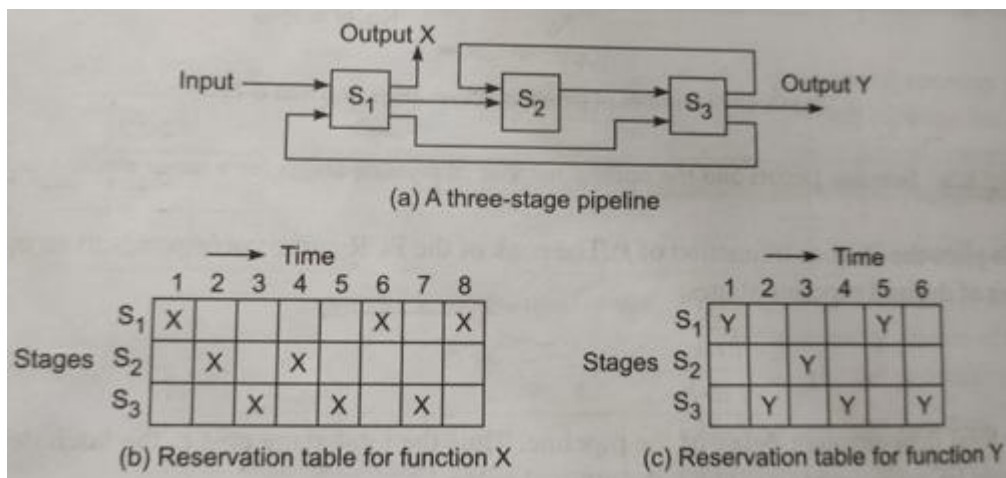 Output X
Input
S1
S2
S3
Output Y
(a) A three-stage pipeline
Time
1 2 3 4 5 6 7 8
S1 X X X
Stages S2 X X
S3 X X X
(b) Reservation table for function X
Time
1 2 3 4 5 6
S1 Y Y
Stages S2 Y
S3 Y Y Y
(c) Reservation table for function Y